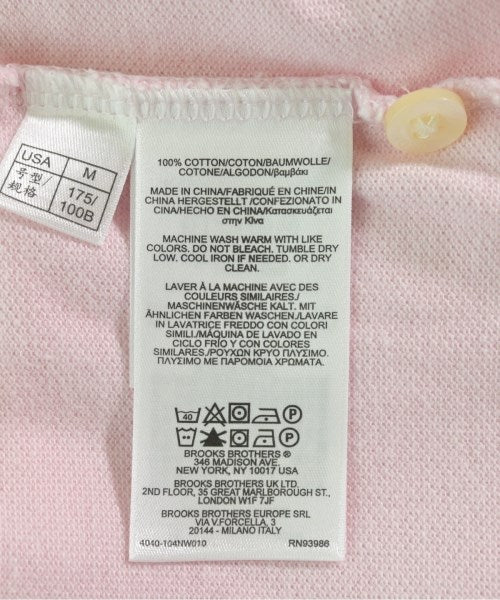 USA M
号型/规格 175/100B
100% COTTON/COTON/BAUMWOLLE/
COTONE/ALGODON/βαμβάκι
MADE IN CHINA/FABRIQUÉ EN CHINE/IN
CHINA HERGESTELLT /CONFEZIONATO IN
CINA/HECHO EN CHINA/Κατασκευάζεται
στην Κίνα
MACHINE WASH WARM WITH LIKE
COLORS. DO NOT BLEACH. TUMBLE DRY
LOW. COOL IRON IF NEEDED. OR DRY
CLEAN.
LAVER À LA MACHINE AVEC DES
COULEURS SIMILAIRES./
MASCHINENWÄSCHE KALT. MIT
ÄHNLICHEN FARBEN WASCHEN./LAVARE
IN LAVATRICE FREDDO CON COLORI
SIMILI./MÁQUINA DE LAVADO EN
CICLO FRÍO Y CON COLORES
SIMILARES./ΡΟΥΧΩΝ ΚΡΥΟ ΠΛΥΣΙΜΟ.
ΠΛΥΣΙΜΟ ΜΕ ΠΑΡΟΜΟΙΑ ΧΡΩΜΑΤΑ.
40 P
P
BROOKS BROTHERS ®
346 MADISON AVE.
NEW YORK, NY 10017 USA
BROOKS BROTHERS UK LTD.
2ND FLOOR, 35 GREAT MARLBOROUGH ST.,
LONDON W1F 7JF
BROOKS BROTHERS EUROPE SRL
VIA V.FORCELLA, 3
20144 - MILANO ITALY
4040-104NW010 RN93986